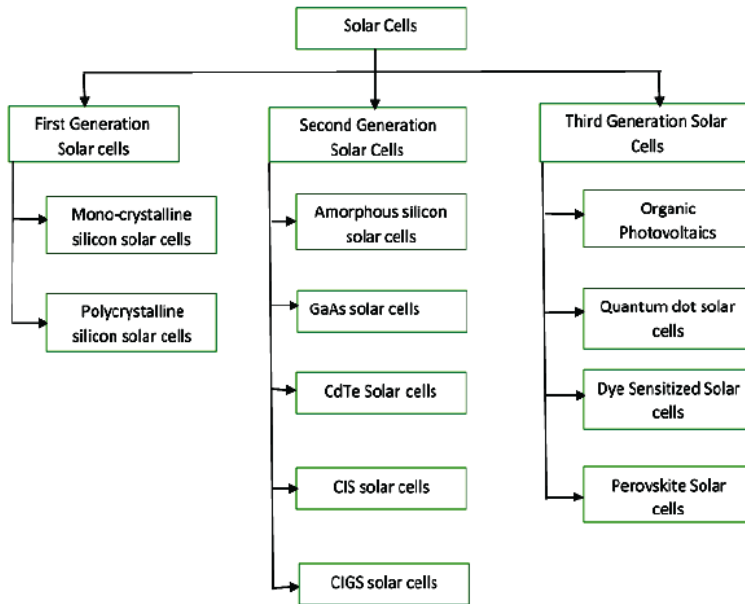 Solar Cells
First Generation
Solar cells
Mono-crystalline
silicon solar cells
Polycrystalline
silicon solar cells
Second Generation
Solar Cells
Amorphous silicon
solar cells
GaAs solar cells
CdTe Solar cells
CIS solar cells
CIGS solar cells
Third Generation Solar
Cells
Organic
Photovoltaics
Quantum dot solar
cells
Dye Sensitized Solar
cells
Perovskite Solar
cells